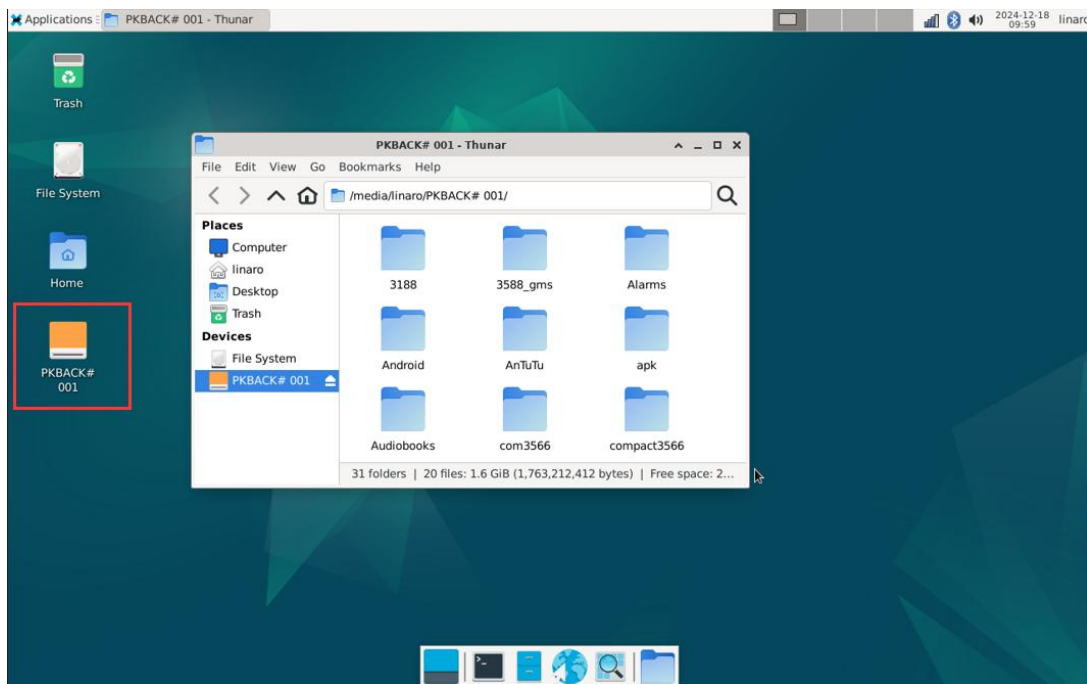 Applications
PKBACK# 001 - Thunar
2024-12-18
09:59
Trash
File System
Home
PKBACK#
001
PKBACK# 001 - Thunar
File Edit View Go Bookmarks Help
/media/linaro/PKBACK# 001/
Places
Computer
linaro
Desktop
Trash
Devices
File System
PKBACK# 001
3188
3588_gms
Alarms
Android
AnTuTu
apk
Audiobooks
com3566
compact3566
31 folders | 20 files: 1.6 GiB (1,763,212,412 bytes) | Free space: 2...